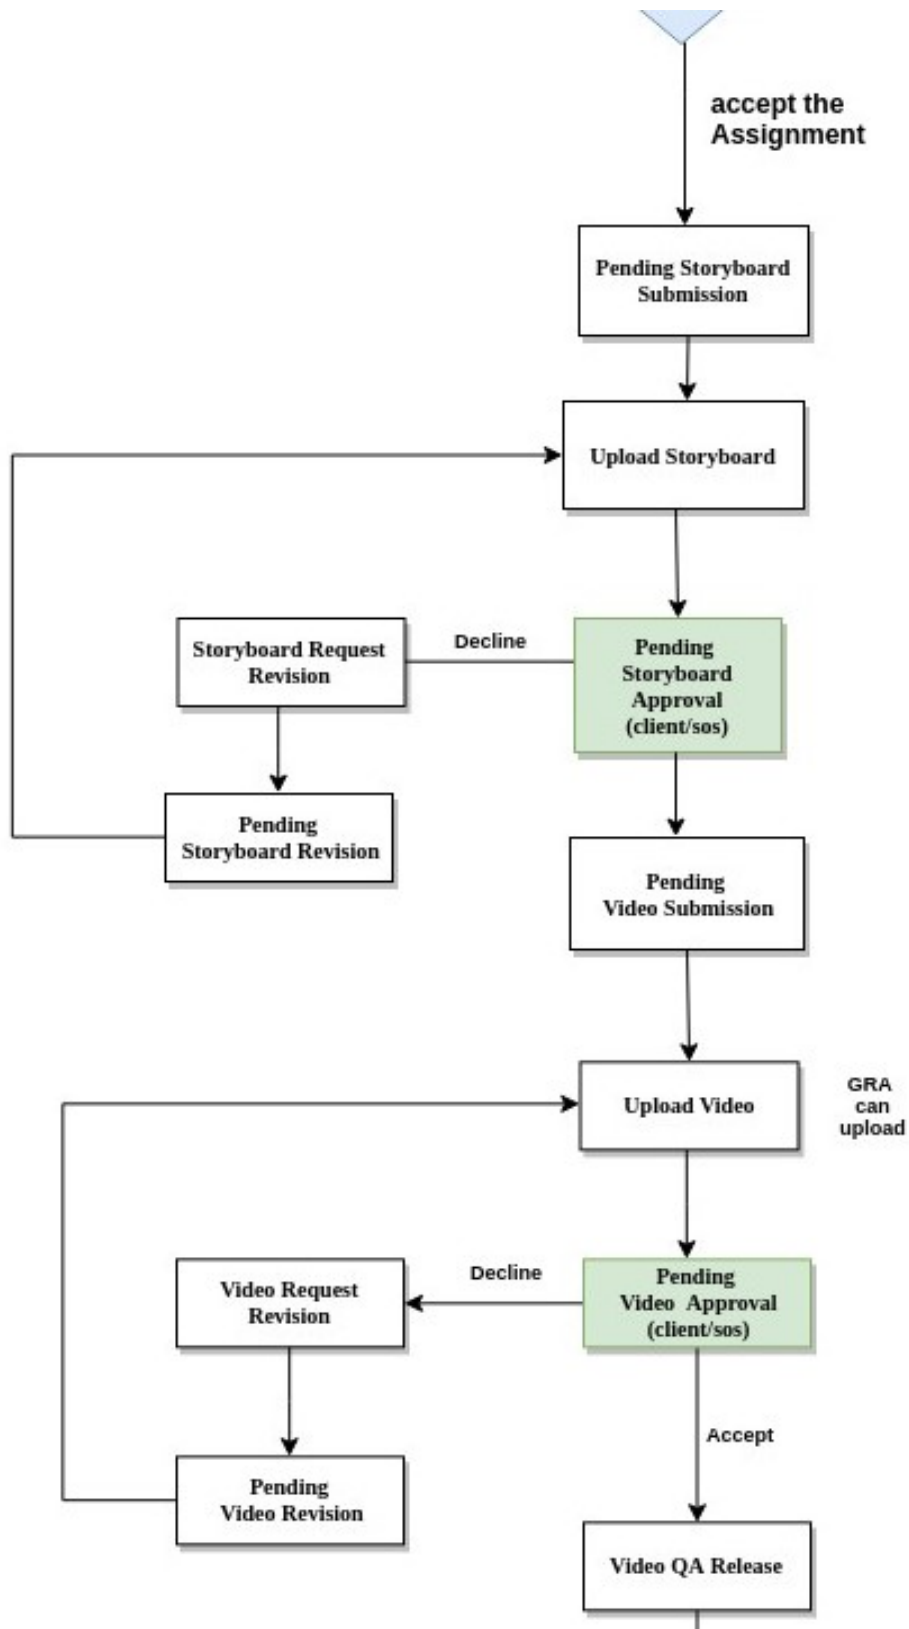 accept the
Assignment
Pending Storyboard
Submission
Upload Storyboard
Storyboard Request
Revision
Decline
Pending
Storyboard
Approval
(client/sos)
Pending
Storyboard Revision
Pending
Video Submission
Upload Video
GRA
can
upload
Video Request
Revision
Decline
Pending
Video Approval
(client/sos)
Accept
Pending
Video Revision
Video QA Release